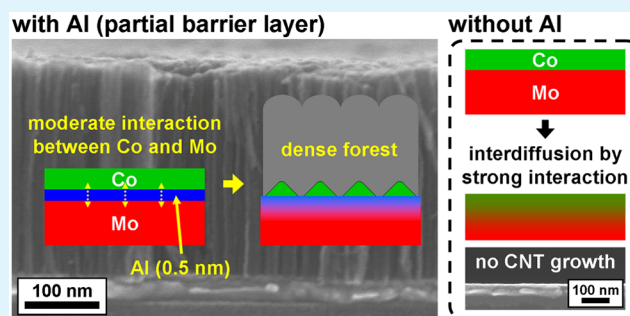 with Al (partial barrier layer)
moderate interaction
between Co and Mo
Co
Mo
Al (0.5 nm)
dense forest
100 nm
without Al
Co
Mo
interdiffusion by
strong interaction
no CNT growth
100 nm